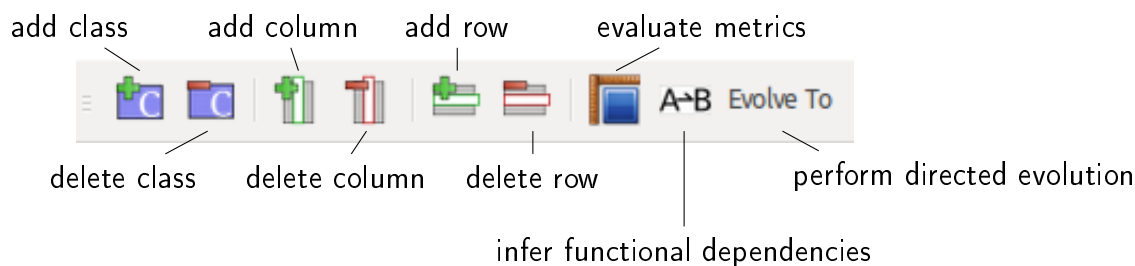 add class add column add row evaluate metrics
C C A→B Evolve To
delete class delete column delete row perform directed evolution
infer functional dependencies